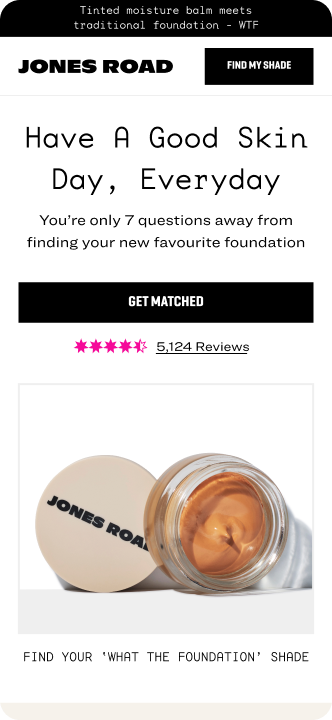 Tinted moisture balm meets
traditional foundation - WTF
JONES ROAD
FIND MY SHADE
Have A Good Skin
Day, Everyday
You’re only 7 questions away from
finding your new favourite foundation
GET MATCHED
5,124 Reviews
JONES ROA
FIND YOUR ‘WHAT THE FOUNDATION’ SHADE